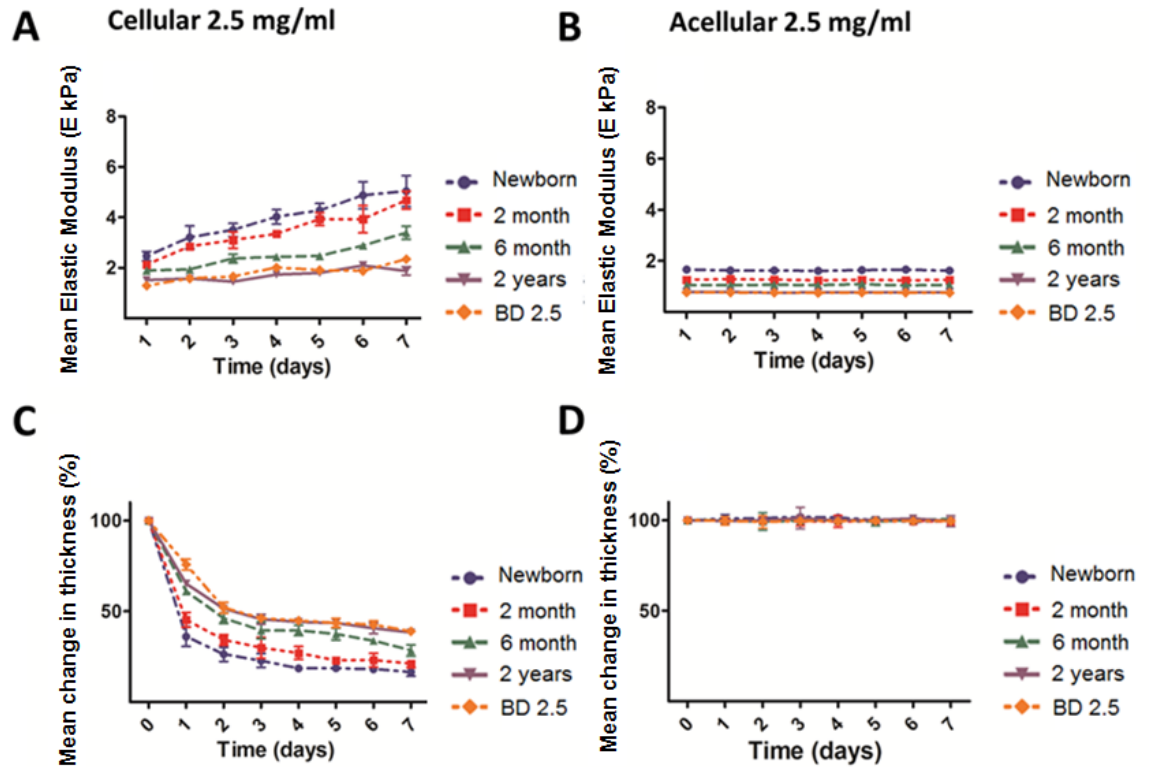 A
Cellular 2.5 mg/ml
Mean Elastic Modulus (E kPa)
8
6
4
2
1
2
3
4
5
6
7
Time (days)
Newborn
2 month
6 month
2 years
BD 2.5
B
Acellular 2.5 mg/ml
Mean Elastic Modulus (E kPa)
8
6
4
2
1
2
3
4
5
6
7
Time (days)
Newborn
2 month
6 month
2 years
BD 2.5
C
Mean change in thickness (%)
100
50
0
1
2
3
4
5
6
7
Time (days)
Newborn
2 month
6 month
2 years
BD 2.5
D
Mean change in thickness (%)
100
50
0
1
2
3
4
5
6
7
Time (days)
Newborn
2 month
6 month
2 years
BD 2.5